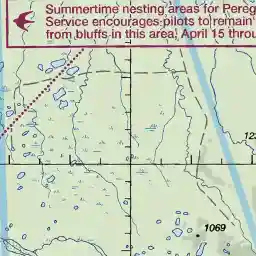 Summertime nesting areas for Pereg
Service encourages pilots to remain
from bluffs in this area, April 15 throu
12
1069